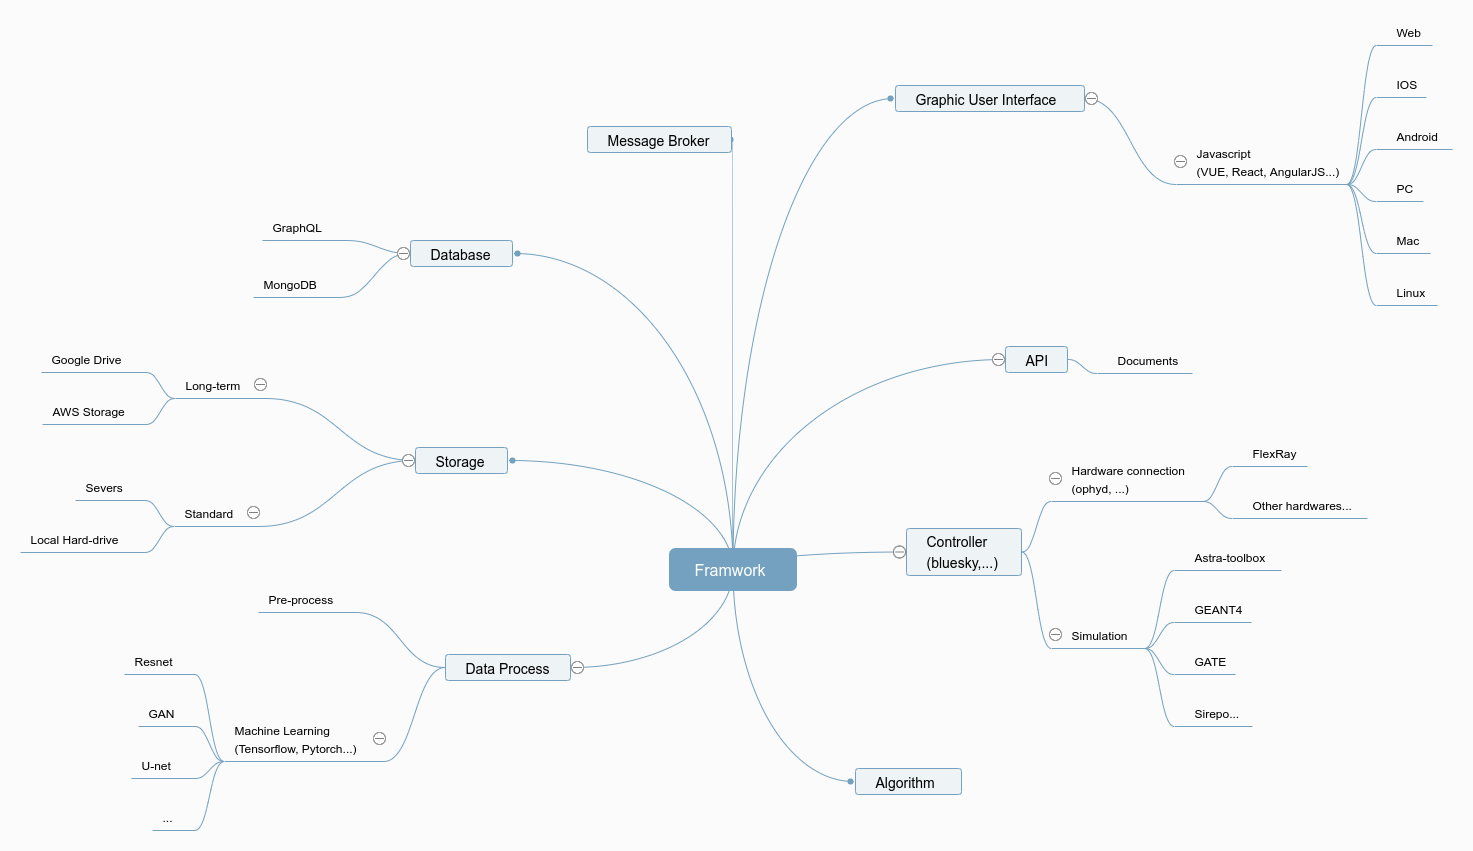 Framwork
Graphic User Interface
Javascript
(VUE, React, AngularJS...)
Web
IOS
Android
PC
Mac
Linux
API
Documents
Controller
(bluesky,...)
Hardware connection
(ophyd, ...)
FlexRay
Other hardwares...
Simulation
Astra-toolbox
GEANT4
GATE
Sirepo...
Algorithm
Message Broker
Database
GraphQL
MongoDB
Storage
Long-term
Google Drive
AWS Storage
Standard
Severs
Local Hard-drive
Data Process
Pre-process
Machine Learning
(Tensorflow, Pytorch...)
Resnet
GAN
U-net
...